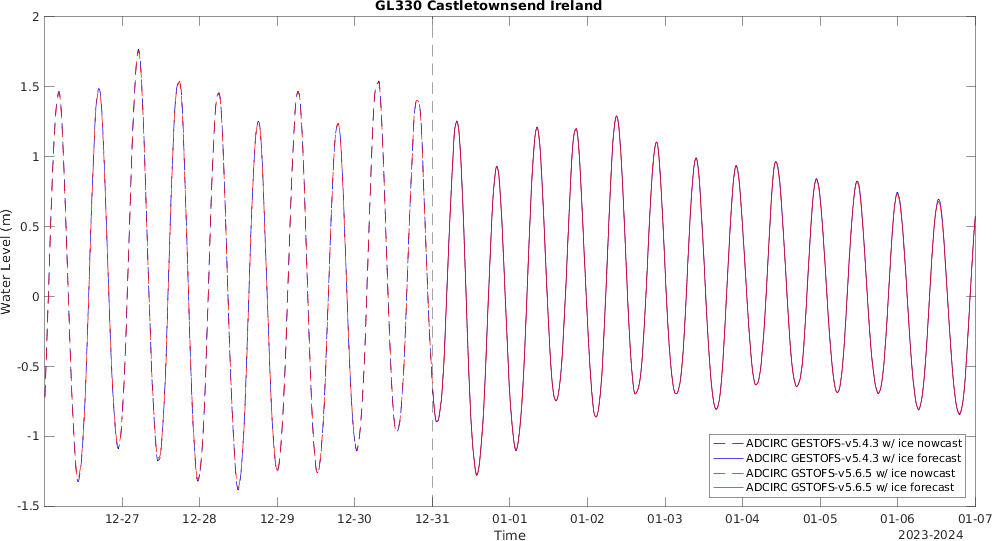 GL330 Castletownsend Ireland
2
1.5
1
0.5
0
-0.5
-1
-1.5
Water Level (m)
12-27 12-28 12-29 12-30 12-31 01-01 01-02 01-03 01-04 01-05 01-06 01-07
Time
2023-2024
ADCIRC GESTOFS-v5.4.3 w/ ice nowcast
ADCIRC GESTOFS-v5.4.3 w/ ice forecast
ADCIRC GSTOFS-v5.6.5 w/ ice nowcast
ADCIRC GSTOFS-v5.6.5 w/ ice forecast